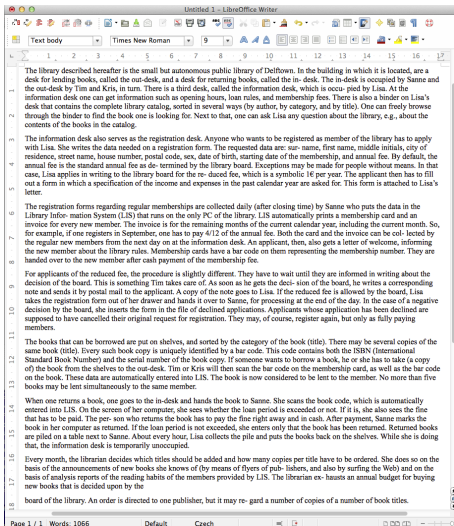 Untitled 1 - LibreOffice Writer
Text body
Times New Roman
9
1 2 3 4 5 6 7 8 9 10 11 12 13 14 15 16 17
The library described hereafter is the small but autonomous public library of Delftown. In the building in which it is located, are a
desk for lending books, called the out-desk, and a desk for returning books, called the in- desk. The in-desk is occupied by Sanne and
the out-desk by Tim and Kris, in turn. There is a third desk, called the information desk, which is occu- pied by Lisa. At the
information desk one can get information such as opening hours, loan rules, and membership fees. There is also a binder on Lisa's
desk that contains the complete library catalog, sorted in several ways (by author, by category, and by title). One can freely browse
through the binder to find the book one is looking for. Next to that, one can ask Lisa any question about the library, e.g., about the
contents of the books in the catalog.
The information desk also serves as the registration desk. Anyone who wants to be registered as member of the library has to apply
with Lisa. She writes the data needed on a registration form. The requested data are: sur- name, first name, middle initials, city of
residence, street name, house number, postal code, sex, date of birth, starting date of the membership, and annual fee. By default, the
annual fee is the standard annual fee as de- termined by the library board. Exceptions may be made for people without means. In that
case, Lisa applies in writing to the library board for the re- duced fee, which is a symbolic 1€ per year. The applicant then has to fill
out a form in which a specification of the income and expenses in the past calendar year are asked for. This form is attached to Lisa's
letter.
The registration forms regarding regular memberships are collected daily (after closing time) by Sanne who puts the data in the
Library Infor- mation System (LIS) that runs on the only PC of the library. LIS automatically prints a membership card and an
invoice for every new member. The invoice is for the remaining months of the current calendar year, including the current month. So,
for example, if one registers in September, one has to pay 4/12 of the annual fee. Both the card and the invoice can be col- lected by
the regular new members from the next day on at the information desk. An applicant, then, also gets a letter of welcome, informing
the new member about the library rules. Membership cards have a bar code on them representing the membership number. They are
handed over to the new member after cash payment of the membership fee.
For applicants of the reduced fee, the procedure is slightly different. They have to wait until they are informed in writing about the
decision of the board. This is something Tim takes care of. As soon as he gets the deci- sion of the board, he writes a corresponding
note and sends it by postal mail to the applicant. A copy of the note goes to Lisa. If the reduced fee is allowed by the board, Lisa
takes the registration form out of her drawer and hands it over to Sanne, for processing at the end of the day. In the case of a negative
decision by the board, she inserts the form in the file of declined applications. Applicants whose application has been declined are
supposed to have cancelled their original request for registration. They may, of course, register again, but only as fully paying
members.
The books that can be borrowed are put on shelves, and sorted by the category of the book (title). There may be several copies of the
same book (title). Every such book copy is uniquely identified by a bar code. This code contains both the ISBN (International
Standard Book Number) and the serial number of the book copy. If someone wants to borrow a book, he or she has to take (a copy
of) the book from the shelves to the out-desk. Tim or Kris will then scan the bar code on the membership card, as well as the bar code
on the book. These data are automatically entered into LIS. The book is now considered to be lent to the member. No more than five
books may be lent simultaneously to the same member.
When one returns a book, one goes to the in-desk and hands the book to Sanne. She scans the book code, which is automatically
entered into LIS. On the screen of her computer, she sees whether the loan period is exceeded or not. If it is, she also sees the fine
that has to be paid. The per- son who returns the book has to pay the fine right away and in cash. After payment, Sanne marks the
book in her computer as returned. If the loan period is not exceeded, she enters only that the book has been returned. Returned books
are piled on a table next to Sanne. About every hour, Lisa collects the pile and puts the books back on the shelves. While she is doing
that, the information desk is temporarily unoccupied.
Every month, the librarian decides which titles should be added and how many copies per title have to be ordered. She does so on the
basis of the announcements of new books she knows of (by means of flyers of pub- lishers, and also by surfing the Web) and on the
basis of analysis of reports of the reading habits of the members provided by LIS. The librarian ex- hausts an annual budget for buying
new books that is decided upon by the
board of the library. An order is directed to one publisher, but it may re- gard a number of copies of a number of book titles.
Page 1 / 1 Words: 1066 Default Czech